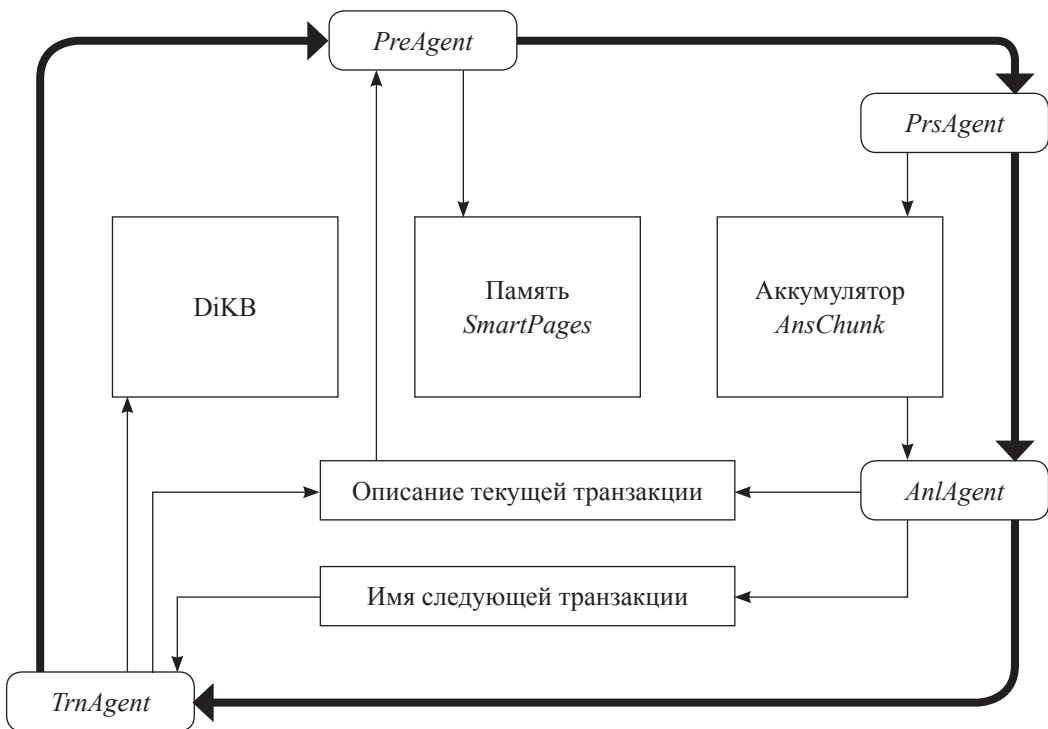 PreAgent
PrsAgent
DiKB
Память
SmartPages
Аккумулятор
AnsChunk
Описание текущей транзакции
AnlAgent
Имя следующей транзакции
TrnAgent